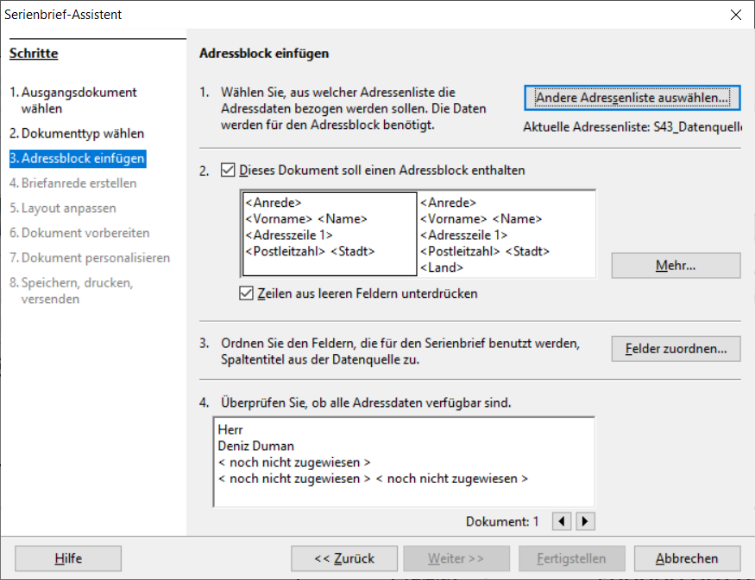 Serienbrief-Assistent
Schritte
1. Ausgangsdokument
wählen
2. Dokumenttyp wählen
3. Adressblock einfügen
4. Briefanrede erstellen
5. Layout anpassen
6. Dokument vorbereiten
7. Dokument personalisieren
8. Speichern, drucken,
versenden
Adressblock einfügen
1. Wählen Sie, aus welcher Adressenliste die
Adressdaten bezogen werden sollen. Die Daten
werden für den Adressblock benötigt.
Andere Adressenliste auswählen...
Aktuelle Adressenliste: S43_Datenquelle
2. Dieses Dokument soll einen Adressblock enthalten
<Anrede>
<Vorname> <Name>
<Adresszeile 1>
<Postleitzahl> <Stadt>
<Anrede>
<Vorname> <Name>
<Adresszeile 1>
<Postleitzahl> <Stadt>
<Land>
Mehr...
Zeilen aus leeren Feldern unterdrücken
3. Ordnen Sie den Feldern, die für den Serienbrief benutzt werden,
Spaltentitel aus der Datenquelle zu.
Felder zuordnen...
4. Überprüfen Sie, ob alle Adressdaten verfügbar sind.
Herr
Deniz Duman
< noch nicht zugewiesen >
< noch nicht zugewiesen > < noch nicht zugewiesen >
Dokument: 1
Hilfe
<< Zurück
Weiter >>
Fertigstellen
Abbrechen